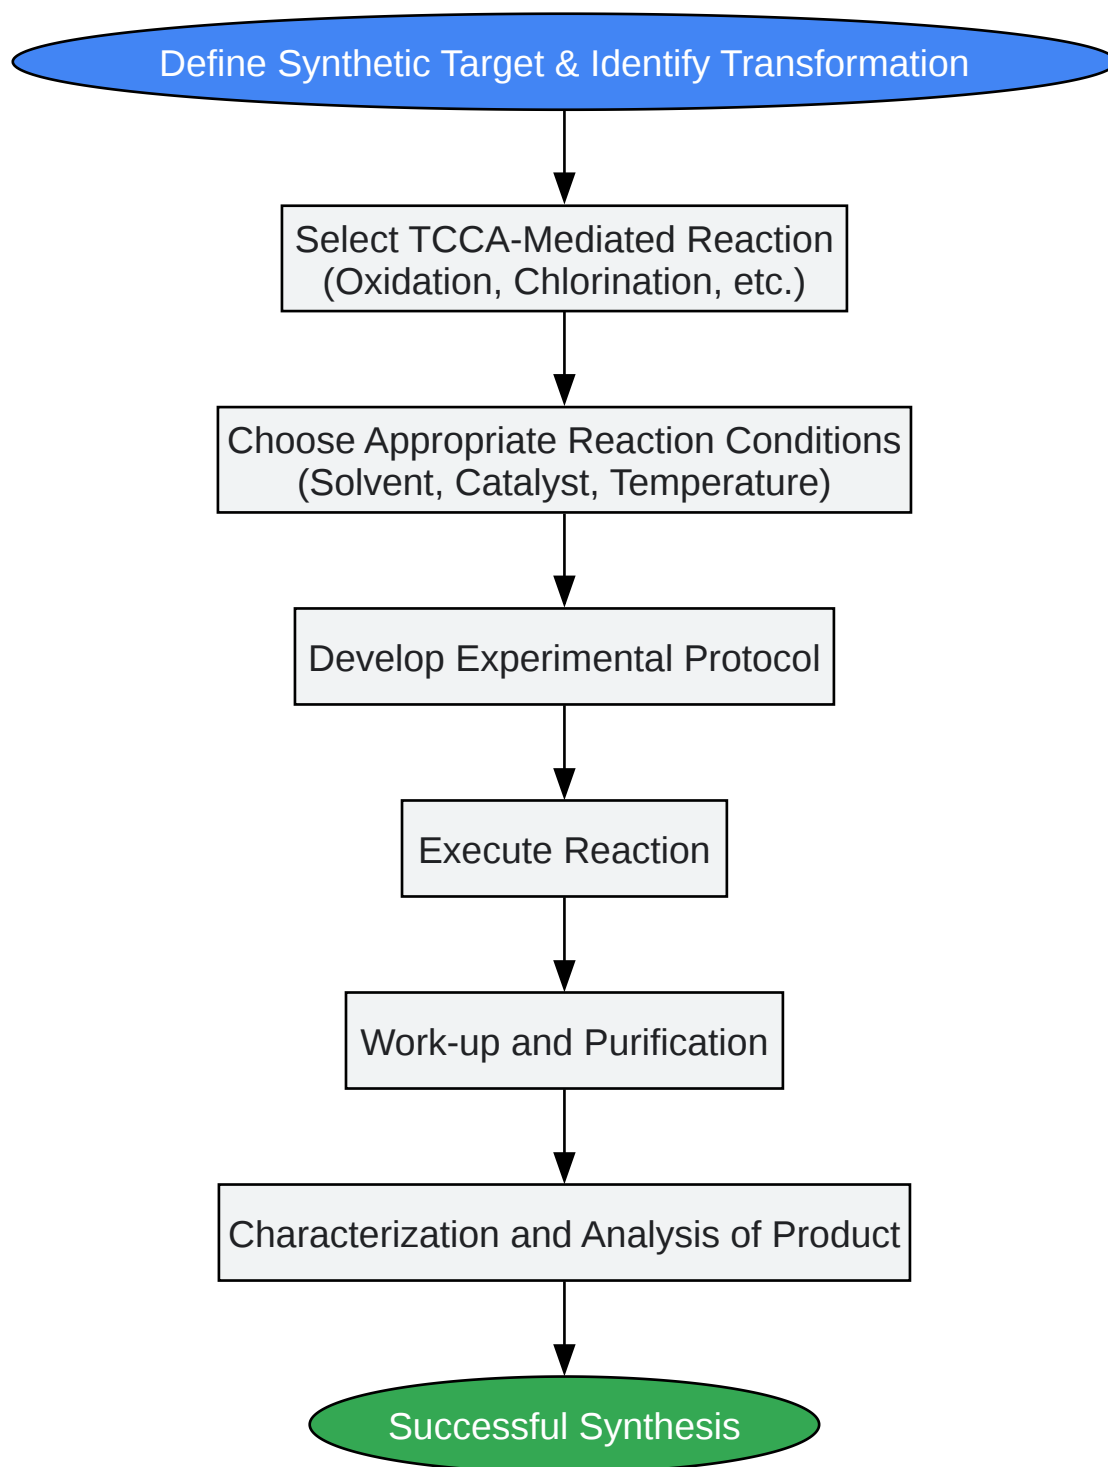 Define Synthetic Target & Identify Transformation
Select TCCA-Mediated Reaction
(Oxidation, Chlorination, etc.)
Choose Appropriate Reaction Conditions
(Solvent, Catalyst, Temperature)
Develop Experimental Protocol
Execute Reaction
Work-up and Purification
Characterization and Analysis of Product
Successful Synthesis